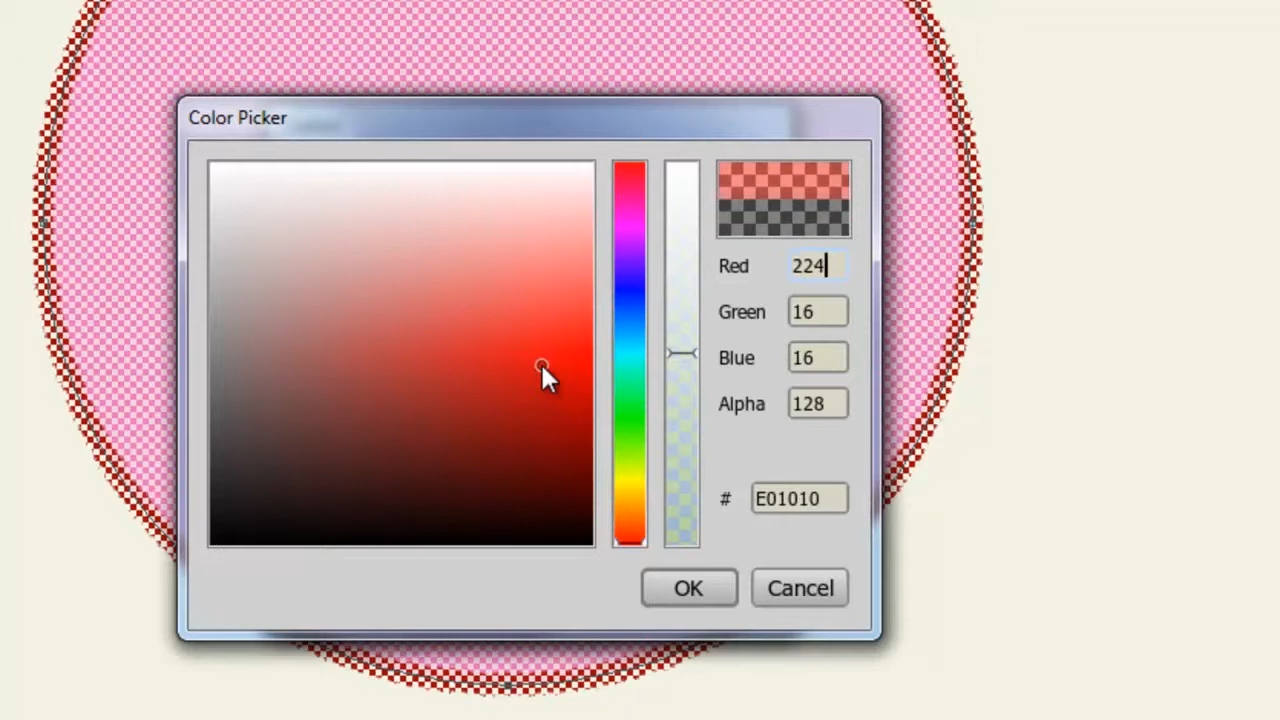 Color Picker
Red 224
Green 16
Blue 16
Alpha 128
# E01010
OK Cancel